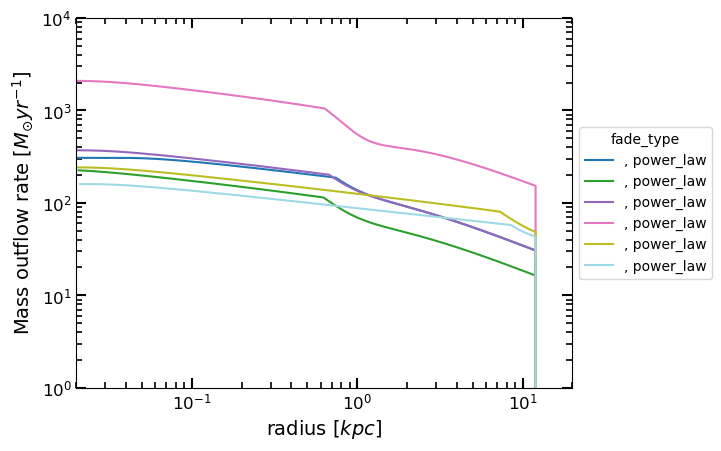 10^4
10^3
10^2
10^1
10^0
Mass outflow rate [M_⊙yr^{-1}]
10^{-1} 10^0 10^1
radius [kpc]
fade_type
, power_law
, power_law
, power_law
, power_law
, power_law
, power_law